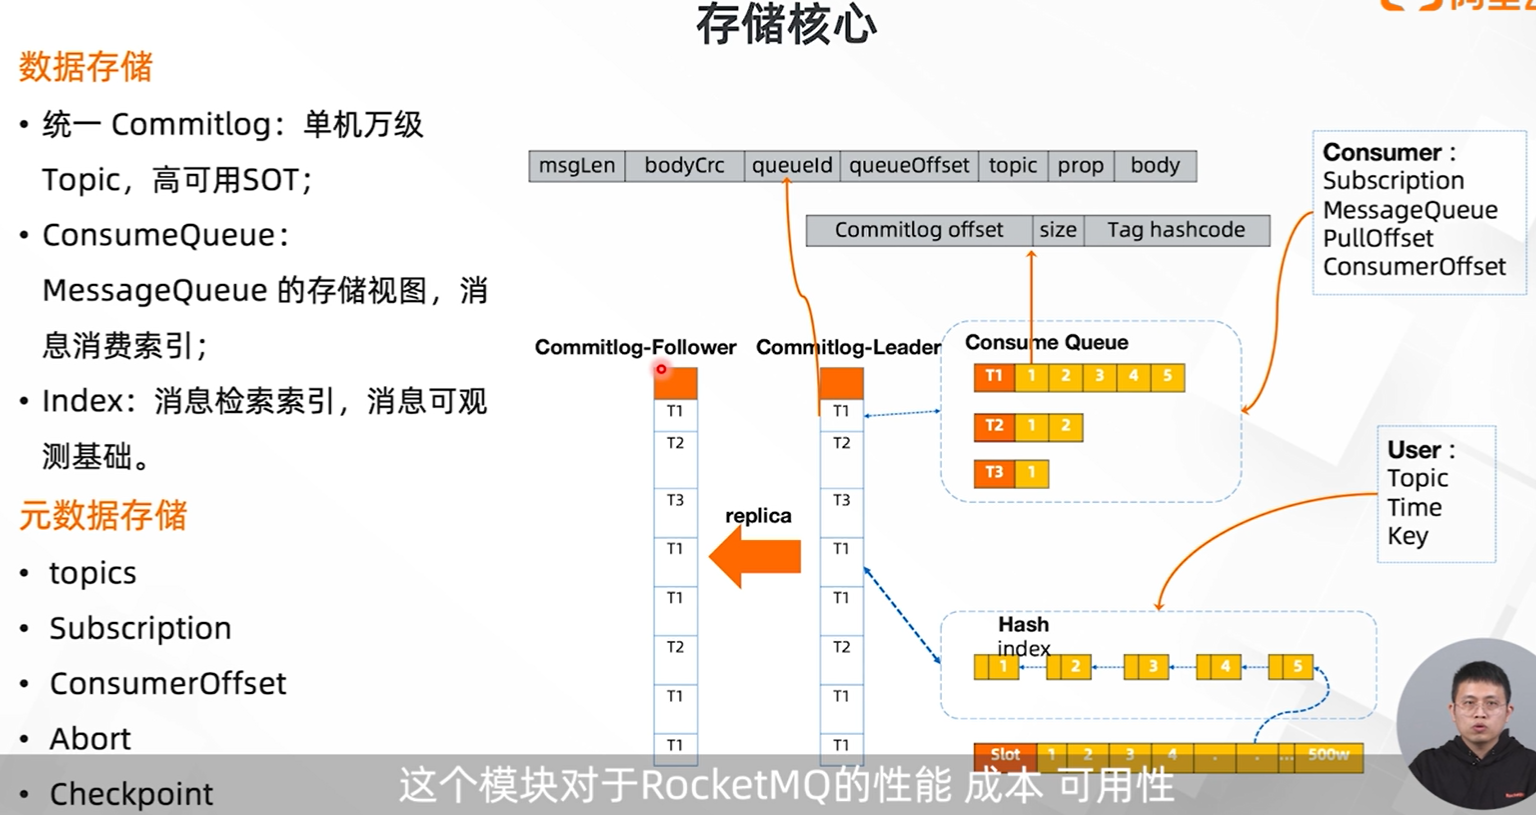 存储核心
数据存储
• 统一 Commitlog：单机万级
Topic，高可用SOT；
• ConsumeQueue：
MessageQueue 的存储视图，消
息消费索引；
• Index：消息检索索引，消息可观
测基础。
元数据存储
• topics
• Subscription
• ConsumerOffset
• Abort
• Checkpoint
msgLen bodyCrc queueId queueOffset topic prop body
Commitlog offset size Tag hashcode
Consumer :
Subscription
MessageQueue
PullOffset
ConsumerOffset
Commitlog-Follower
T1
T2
T3
T1
T1
T2
T1
T1
replica
Commitlog-Leader
T1
T2
T3
T1
T1
T2
T1
T1
Consume Queue
T1 1 2 3 4 5
T2 1 2
T3 1
User :
Topic
Time
Key
Hash
index
1 2 3 4 5
Slot 1 2 3 4 . . ... 500w
这个模块对于RocketMQ的性能 成本 可用性